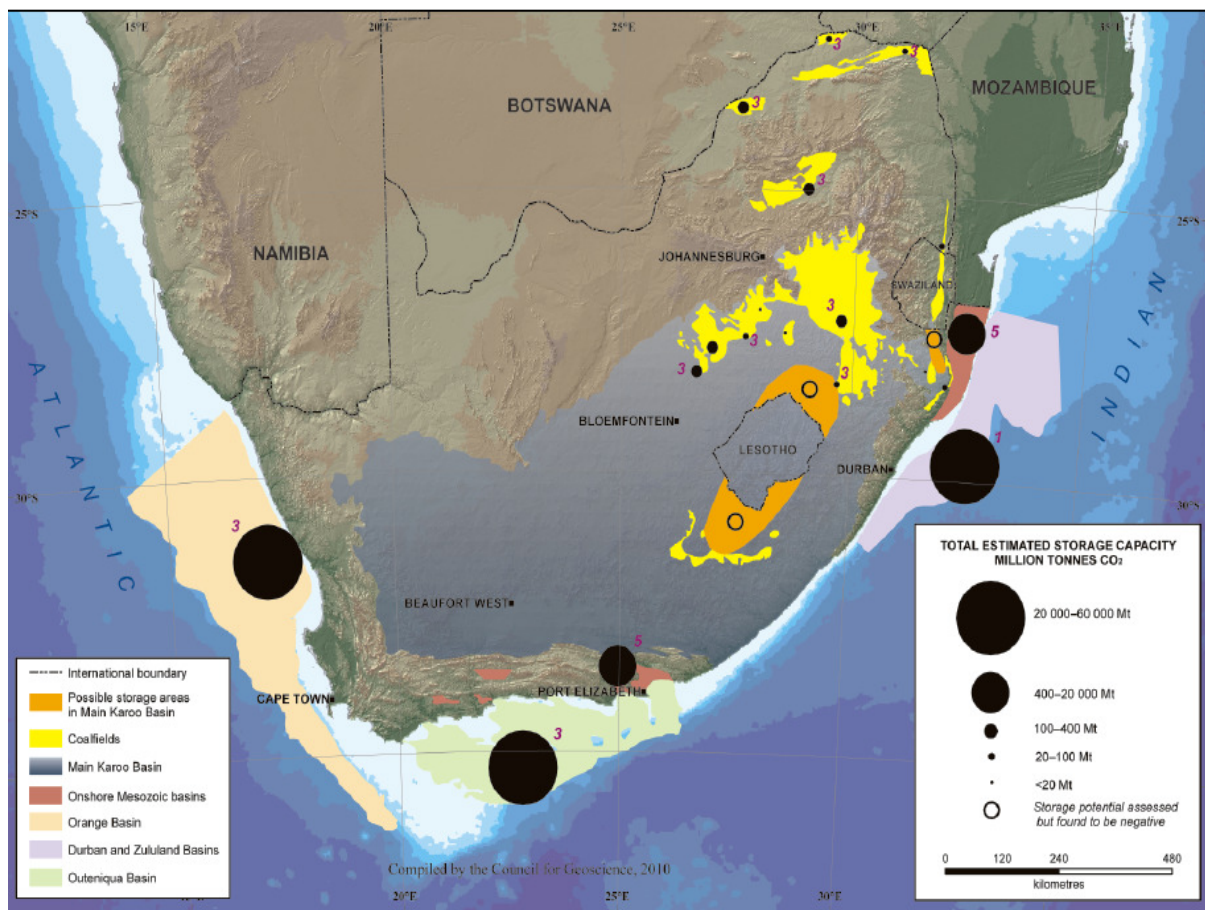 15°E
20°E
25°E
30°E
35°E
3
3
MOZAMBIQUE
BOTSWANA
3
3
25°S
25°S
NAMIBIA
JOHANNESBURG
SWAZILAND
INDIAN
3
5
3
3
3
ATLANTIC
BLOEMFONTEIN
LESOTHO
DURBAN
1
30°S
30°S
3
BEAUFORT WEST
5
CAPE TOWN
PORT ELIZABETH
3
TOTAL ESTIMATED STORAGE CAPACITY
MILLION TONNES CO₂
20 000–60 000 Mt
400–20 000 Mt
100–400 Mt
20–100 Mt
<20 Mt
Storage potential assessed
but found to be negative
0 120 240 480
kilometres
International boundary
Possible storage areas
in Main Karoo Basin
Coalfields
Main Karoo Basin
Onshore Mesozoic basins
Orange Basin
Durban and Zululand Basins
Outeniqua Basin
Compiled by the Council for Geoscience, 2010
20°E
25°E
30°E